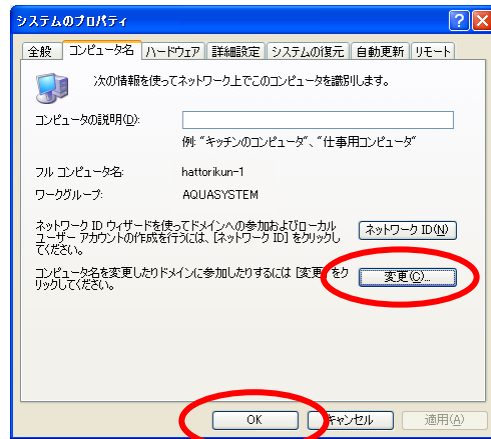 システムのプロパティ
全般 コンピュータ名 ハードウェア 詳細設定 システムの復元 自動更新 リモート
次の情報を使ってネットワーク上でこのコンピュータを識別します。
コンピュータの説明(D):
例: "キッチンのコンピュータ"、"仕事用コンピュータ"
フル コンピュータ名: hattorikun-1
ワークグループ: AQUASYSTEM
ネットワーク ID ウィザードを使ってドメインへの参加およびローカル
ユーザー アカウントの作成を行うには、[ネットワーク ID] をクリックし
てください。
ネットワーク ID(N)
コンピュータ名を変更したりドメインに参加したりするには [変更] をク
リックしてください。
変更(C)...
OK キャンセル 適用(A)